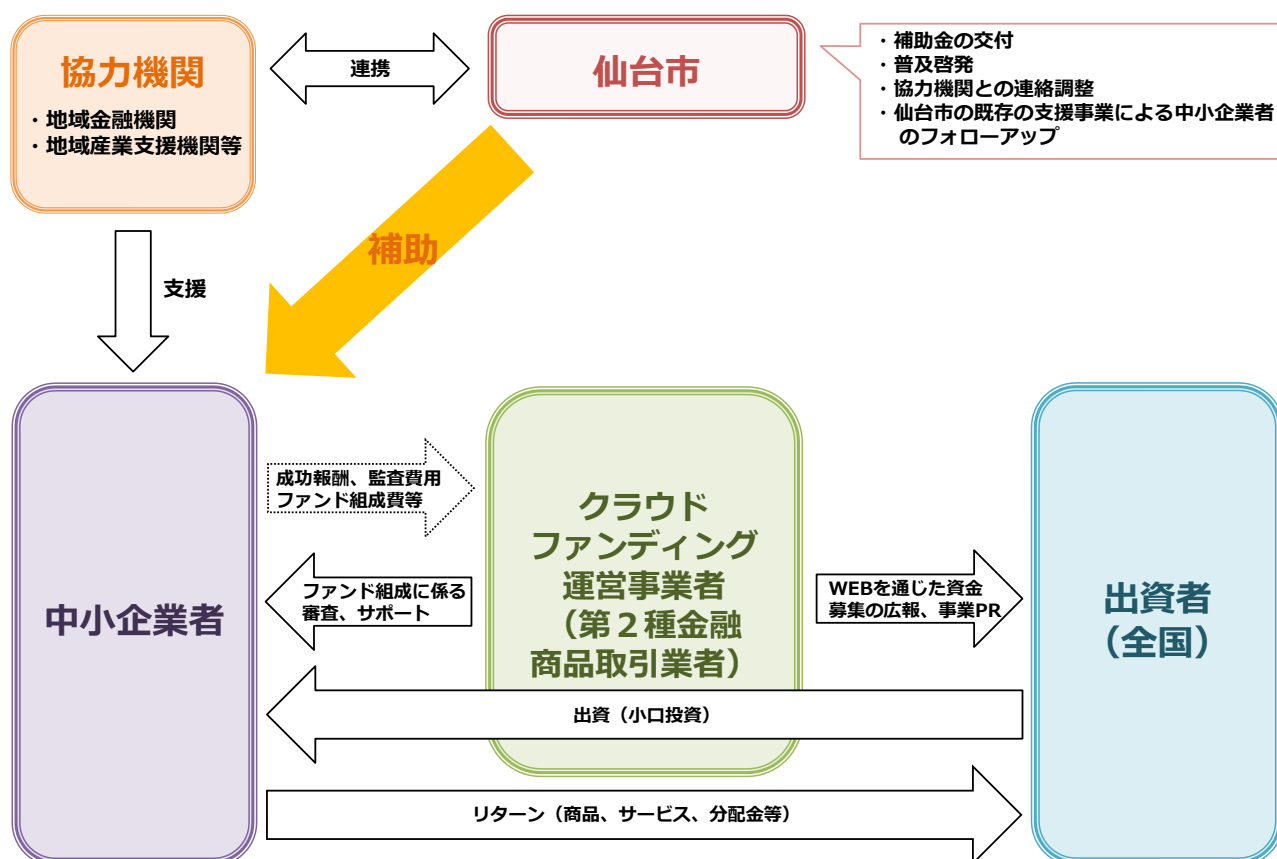 協力機関
・地域金融機関
・地域産業支援機関等
連携
仙台市
・補助金の交付
・普及啓発
・協力機関との連絡調整
・仙台市の既存の支援事業による中小企業者
のフォローアップ
補助
支援
中小企業者
成功報酬、監査費用
ファンド組成費等
ファンド組成に係る
審査、サポート
クラウド
ファンディング
運営事業者
（第２種金融
商品取引業者）
WEBを通じた資金
募集の広報、事業PR
出資者
（全国）
出資（小口投資）
リターン（商品、サービス、分配金等）